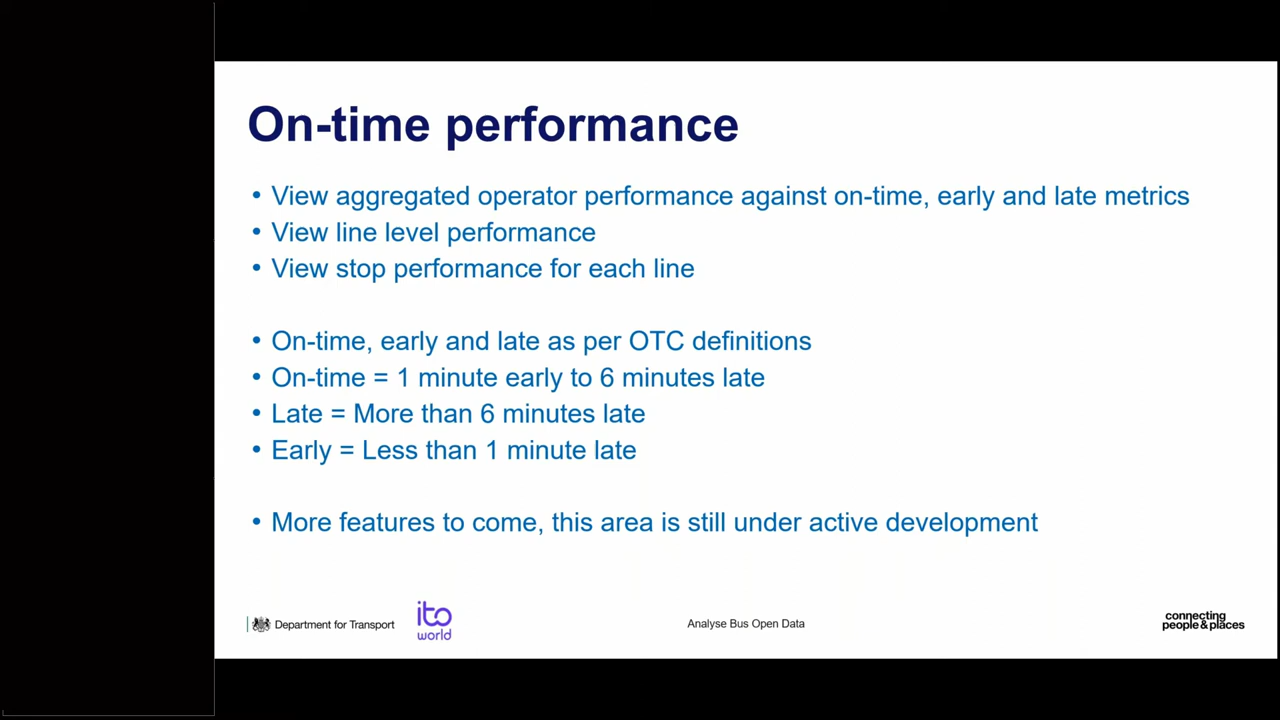 On-time performance
• View aggregated operator performance against on-time, early and late metrics
• View line level performance
• View stop performance for each line
• On-time, early and late as per OTC definitions
• On-time = 1 minute early to 6 minutes late
• Late = More than 6 minutes late
• Early = Less than 1 minute late
• More features to come, this area is still under active development
Department for Transport
ito
world
Analyse Bus Open Data
connecting
people & places